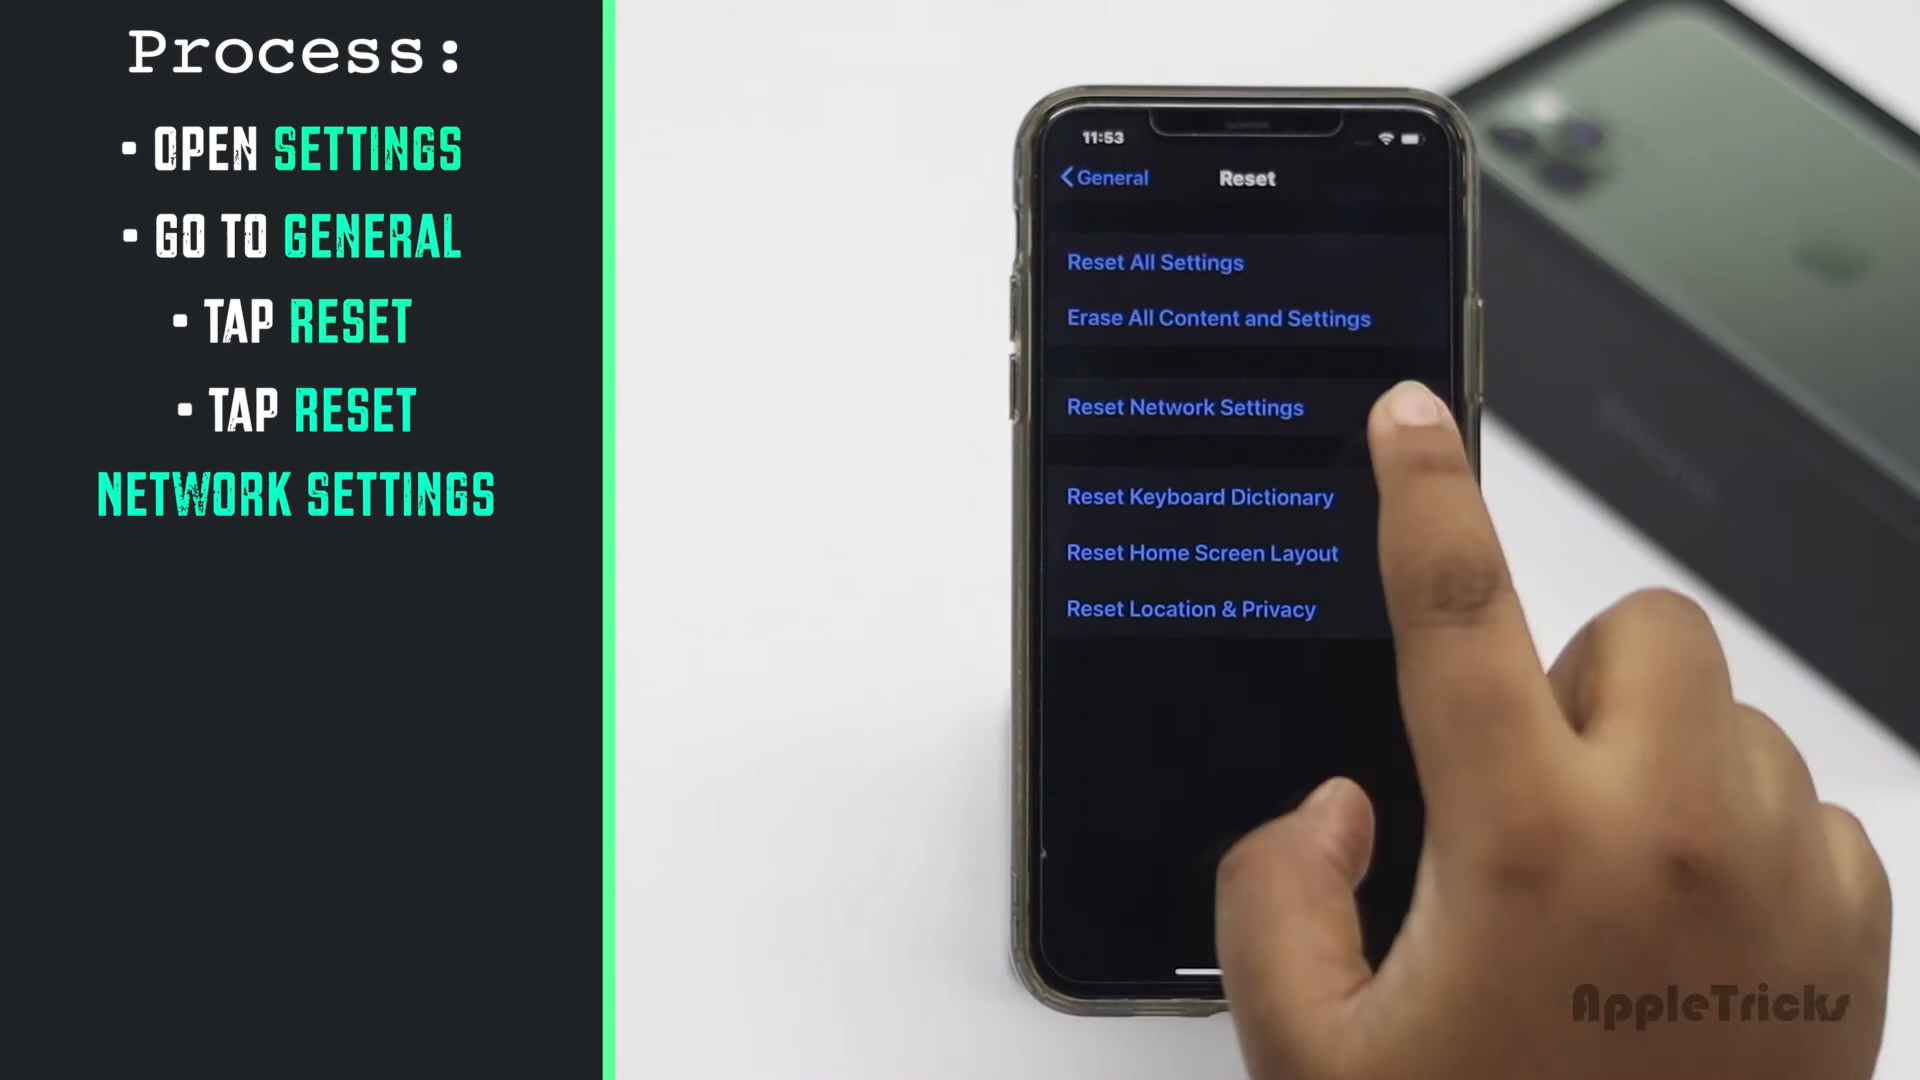 Process:
• OPEN SETTINGS
• GO TO GENERAL
• TAP RESET
• TAP RESET
NETWORK SETTINGS
11:53
General
Reset
Reset All Settings
Erase All Content and Settings
Reset Network Settings
Reset Keyboard Dictionary
Reset Home Screen Layout
Reset Location & Privacy
AppleTricks